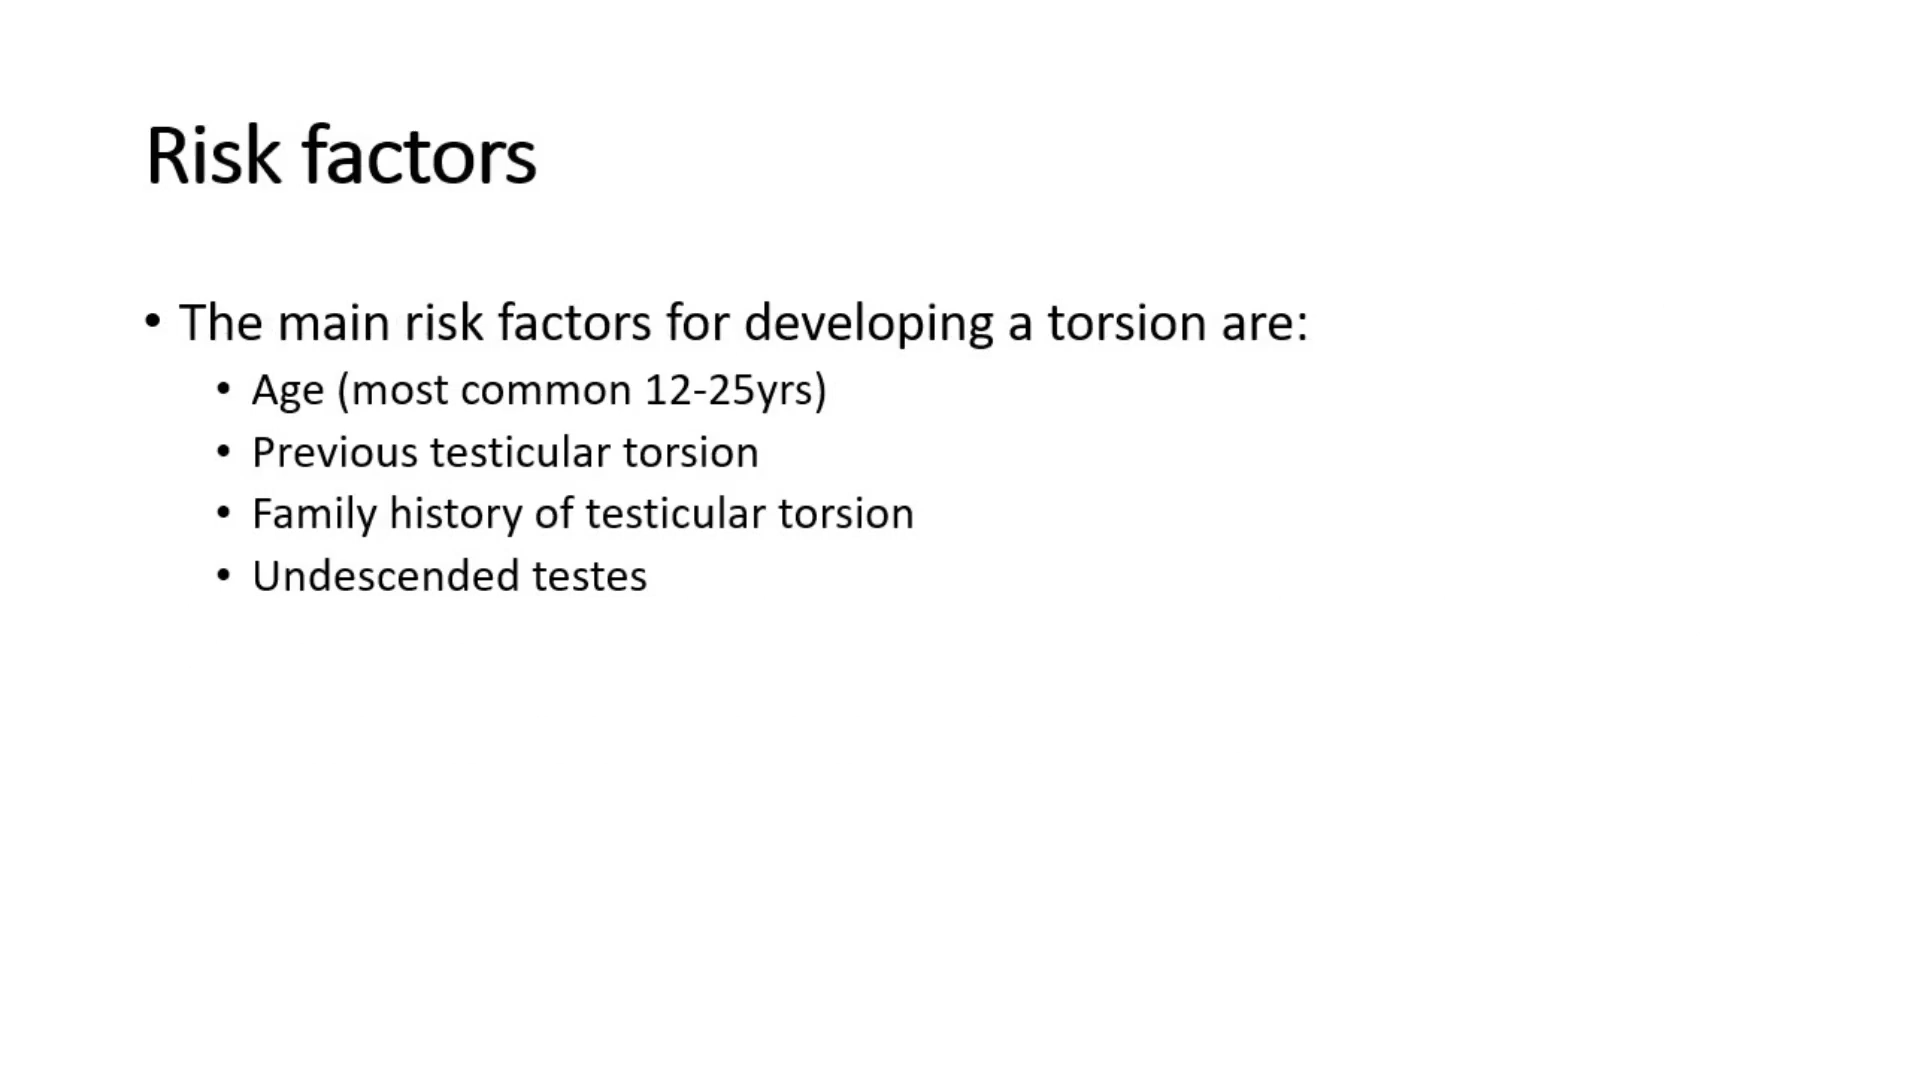 Risk factors
• The main risk factors for developing a torsion are:
• Age (most common 12-25yrs)
• Previous testicular torsion
• Family history of testicular torsion
• Undescended testes